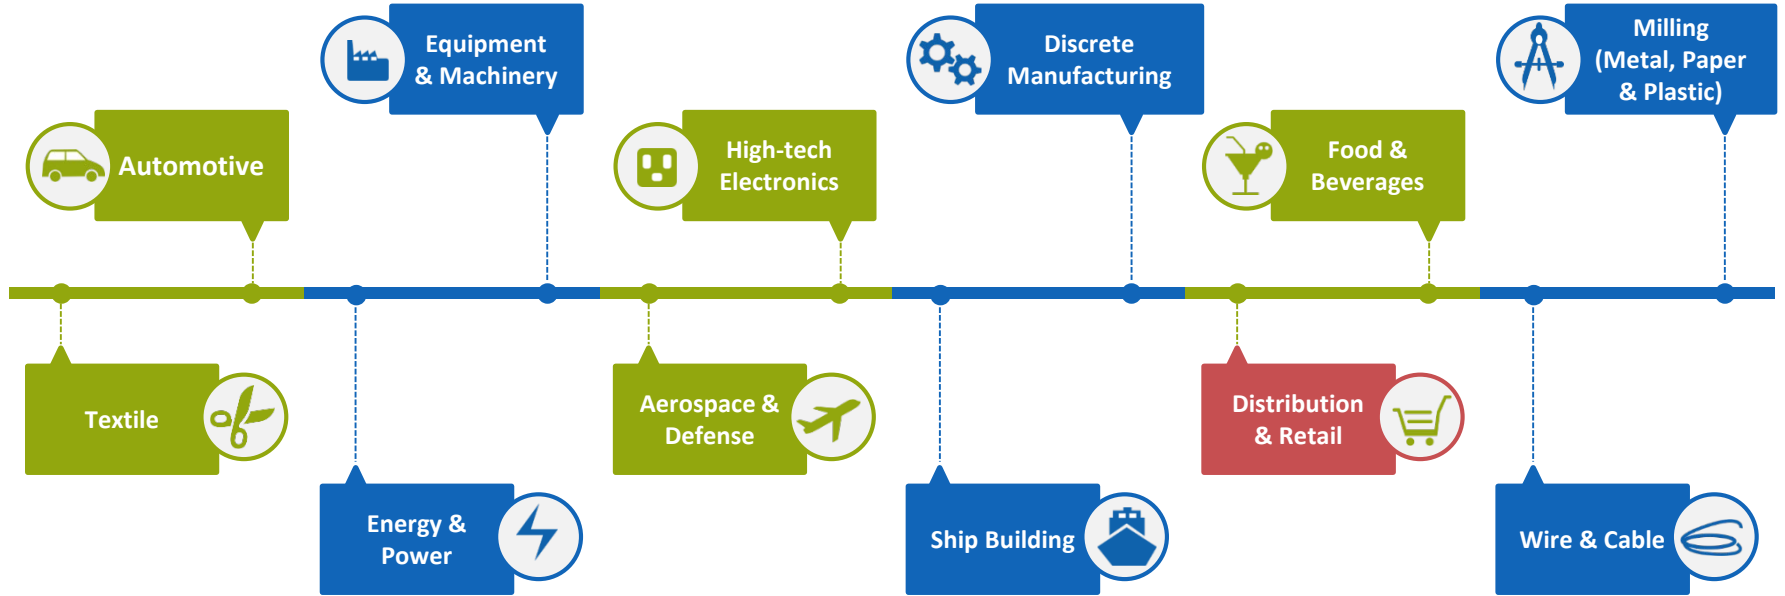 Equipment
& Machinery
Discrete
Manufacturing
Milling
(Metal, Paper
& Plastic)
Automotive
High-tech
Electronics
Food &
Beverages
Textile
Aerospace &
Defense
Distribution
& Retail
Energy &
Power
Ship Building
Wire & Cable